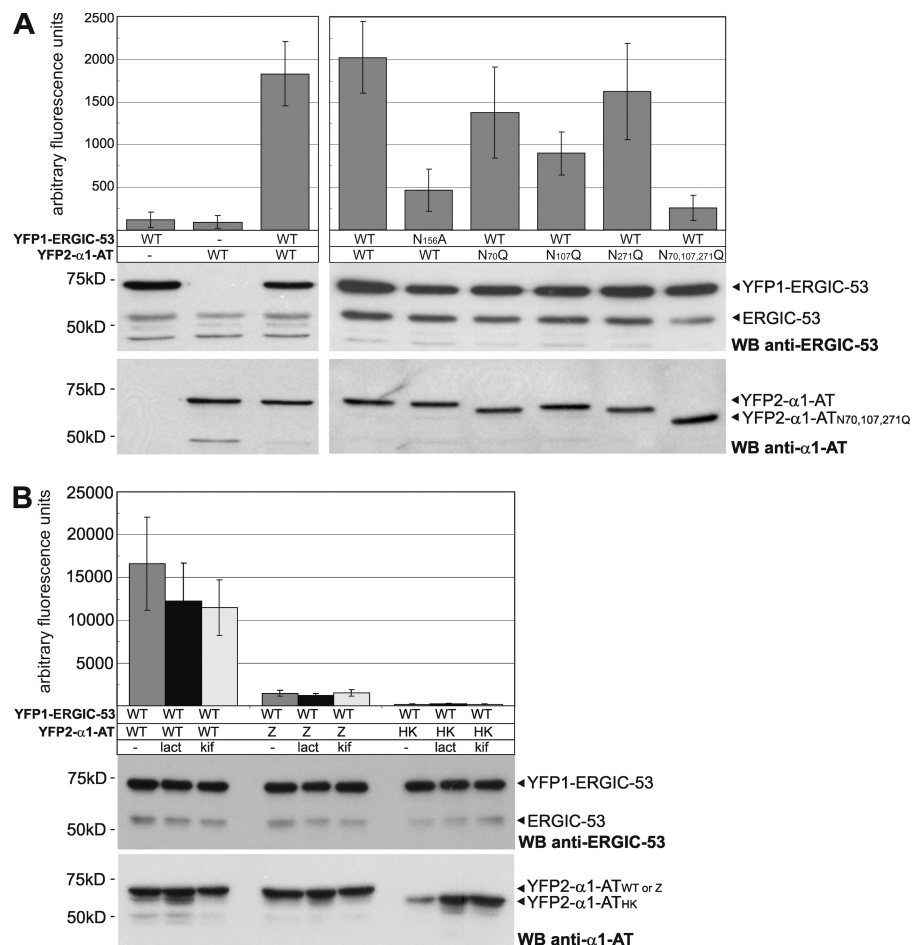 A
arbitrary fluorescence units
2500
2000
1500
1000
500
YFP1-ERGIC-53 WT - WT WT N156A WT WT WT WT
YFP2-α1-AT - WT WT WT WT N70Q N107Q N271Q N70,107,271Q
75kD
50kD
YFP1-ERGIC-53
ERGIC-53
WB anti-ERGIC-53
75kD
50kD
YFP2-α1-AT
YFP2-α1-ATN70,107,271Q
WB anti-α1-AT
B
arbitrary fluorescence units
25000
20000
15000
10000
5000
YFP1-ERGIC-53 WT WT WT WT WT WT WT WT WT
YFP2-α1-AT WT WT WT Z Z Z HK HK HK
- lact kif - lact kif - lact kif
75kD
50kD
YFP1-ERGIC-53
ERGIC-53
WB anti-ERGIC-53
75kD
50kD
YFP2-α1-ATWT or Z
YFP2-α1-ATHK
WB anti-α1-AT